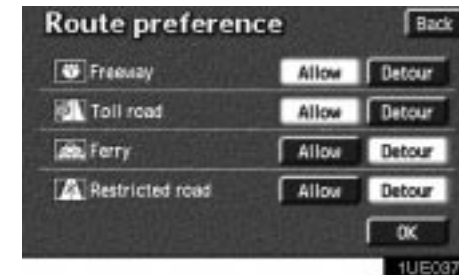 Route preference Back
Freeway Allow Detour
Toll road Allow Detour
Ferry Allow Detour
Restricted road Allow Detour
OK
1UE037